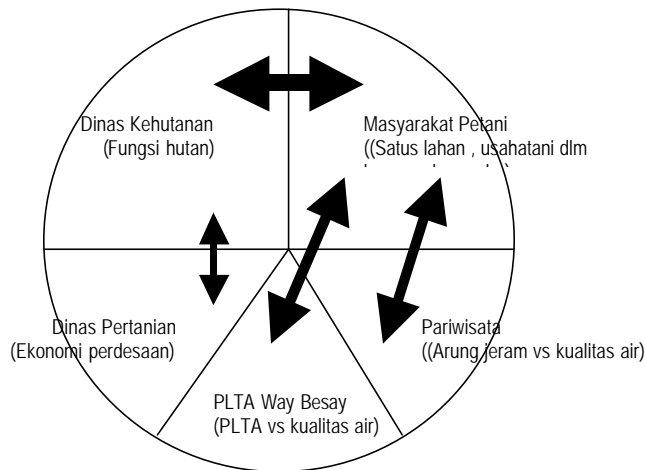 Dinas Kehutanan
(Fungsi hutan)
Masyarakat Petani
((Satus lahan , usahatani dlm
Dinas Pertanian
(Ekonomi perdesaan)
Pariwisata
((Arung jeram vs kualitas air)
PLTA Way Besay
(PLTA vs kualitas air)